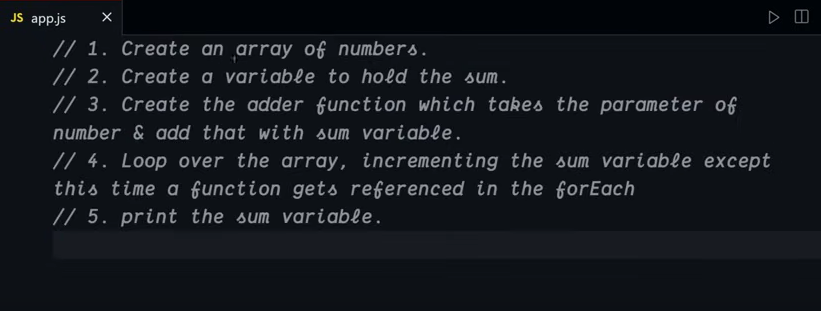 JS app.js
// 1. Create an array of numbers.
// 2. Create a variable to hold the sum.
// 3. Create the adder function which takes the parameter of
number & add that with sum variable.
// 4. Loop over the array, incrementing the sum variable except
this time a function gets referenced in the forEach
// 5. print the sum variable.